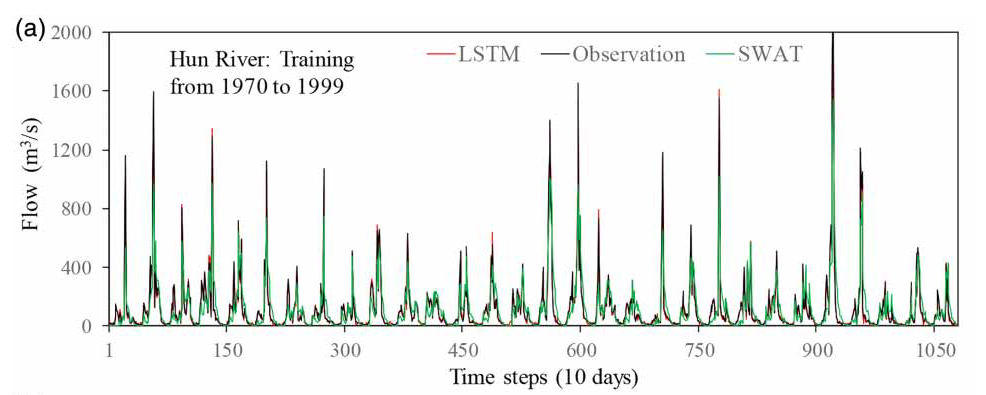 (a)
2000
1600
1200
800
400
0
Flow (m³/s)
Hun River: Training
from 1970 to 1999
LSTM Observation SWAT
1 150 300 450 600 750 900 1050
Time steps (10 days)